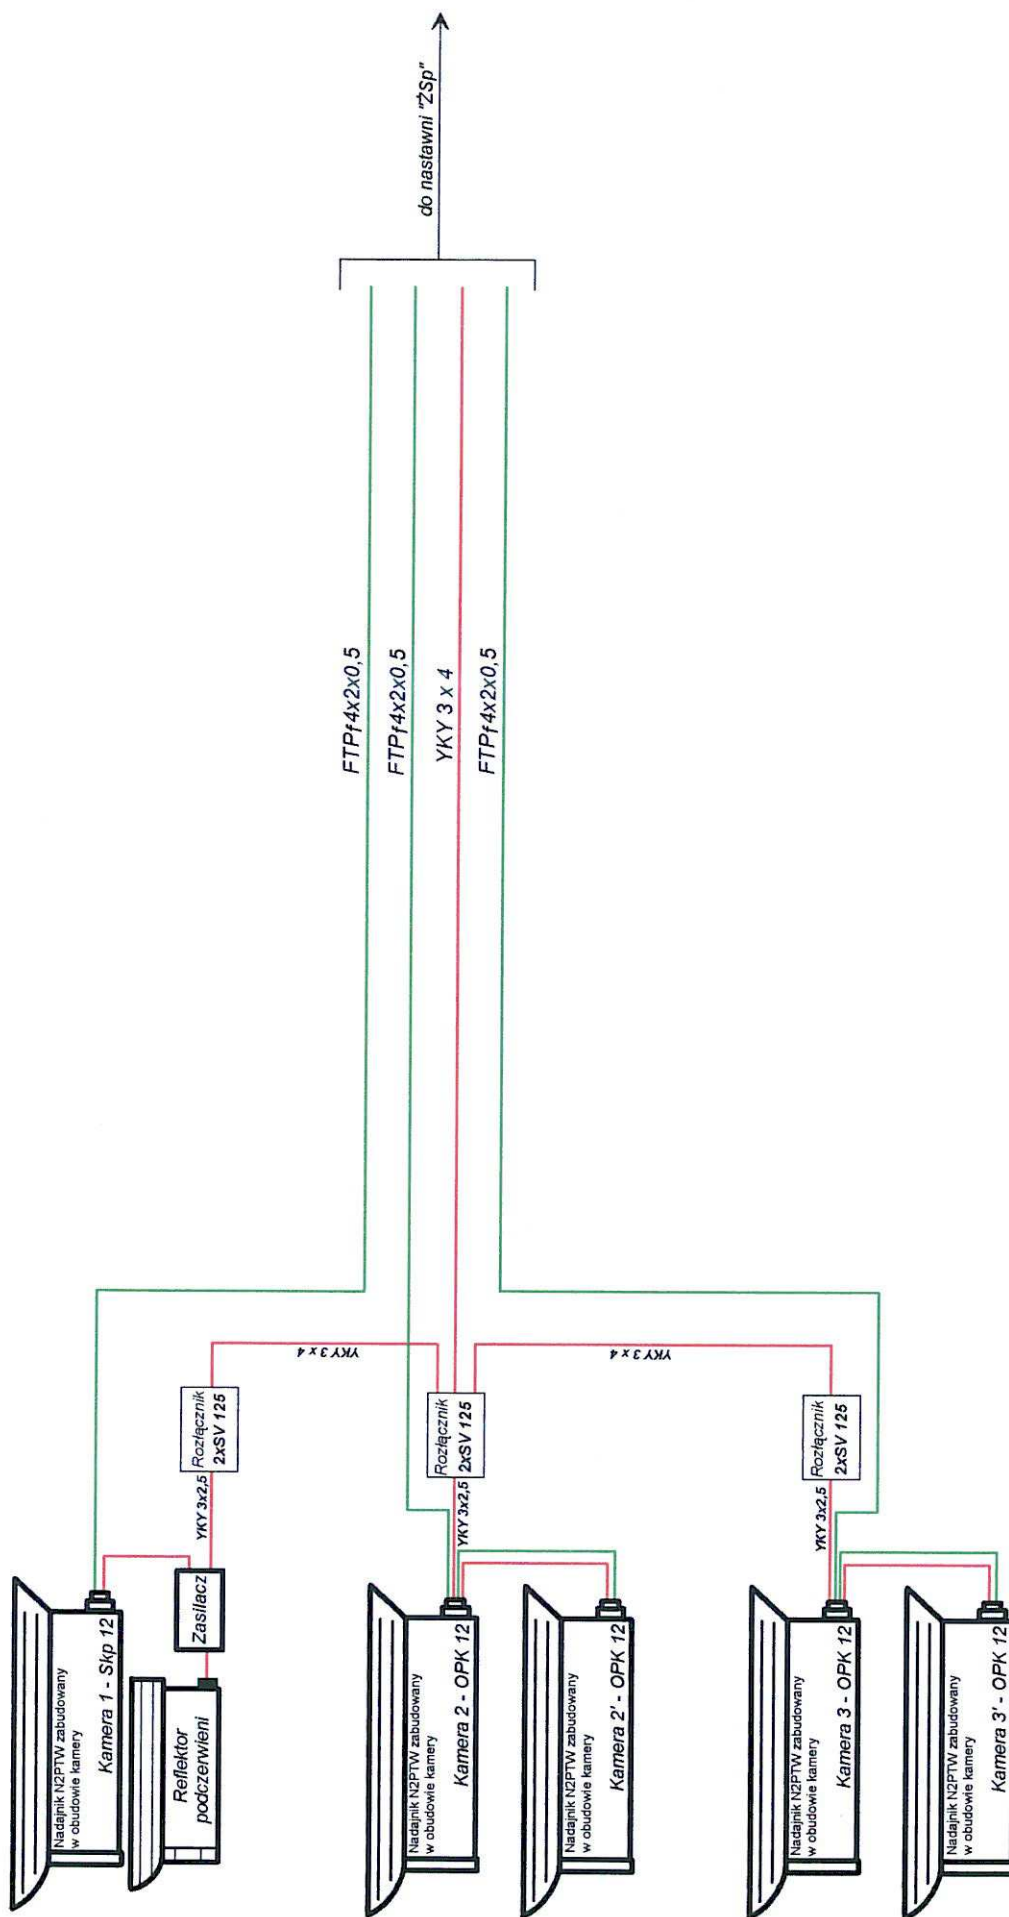 do nastawni "ŻSp"
FTPf4x2x0,5
FTPf4x2x0,5
YKY 3 x 4
FTPf4x2x0,5
YKY 3 x 4
YKY 3 x 4
Rozłącznik
2xSV 125
Rozłącznik
2xSV 125
Rozłącznik
2xSV 125
YKY 3x2,5
YKY 3x2,5
YKY 3x2,5
Zasilacz
Nadajnik N2PTW zabudowany
w obudowie kamery
Kamera 1 - Skp 12
Reflektor
podczerwieni
Nadajnik N2PTW zabudowany
w obudowie kamery
Kamera 2 - OPK 12
Nadajnik N2PTW zabudowany
w obudowie kamery
Kamera 2' - OPK 12
Nadajnik N2PTW zabudowany
w obudowie kamery
Kamera 3 - OPK 12
Nadajnik N2PTW zabudowany
w obudowie kamery
Kamera 3' - OPK 12